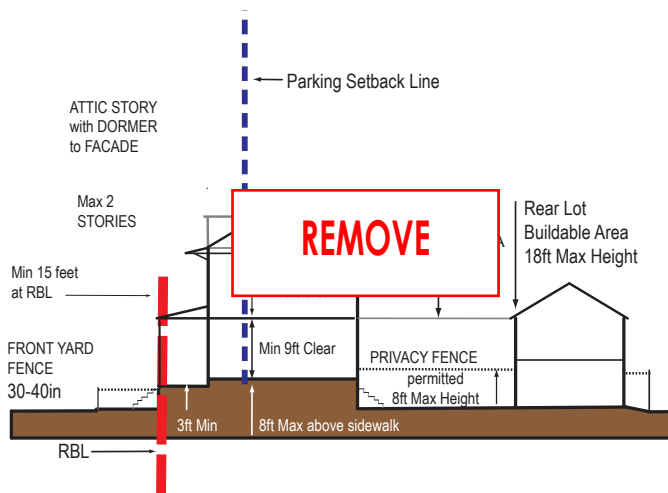 Parking Setback Line
ATTIC STORY
with DORMER
to FACADE
Max 2
STORIES
REMOVE
Rear Lot
Buildable Area
18ft Max Height
Min 15 feet
at RBL
FRONT YARD
FENCE
30-40in
Min 9ft Clear
PRIVACY FENCE
permitted
8ft Max Height
3ft Min
8ft Max above sidewalk
RBL